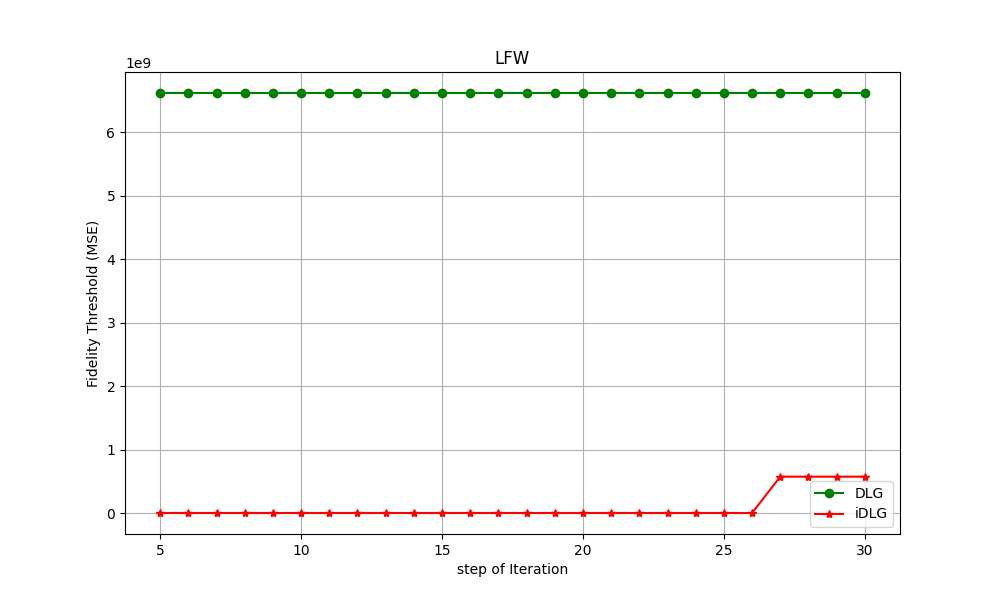 LFW
1e9
6
5
4
3
2
1
0
Fidelity Threshold (MSE)
5 10 15 20 25 30
step of Iteration
DLG
iDLG